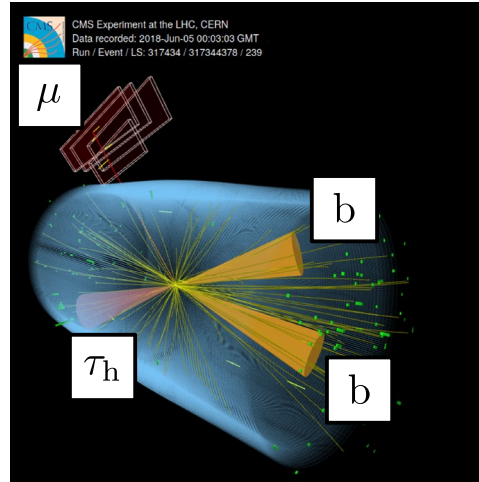 CMS
CMS Experiment at the LHC, CERN
Data recorded: 2018-Jun-05 00:03:03 GMT
Run / Event / LS: 317434 / 317344378 / 239
μ
b
τh
b